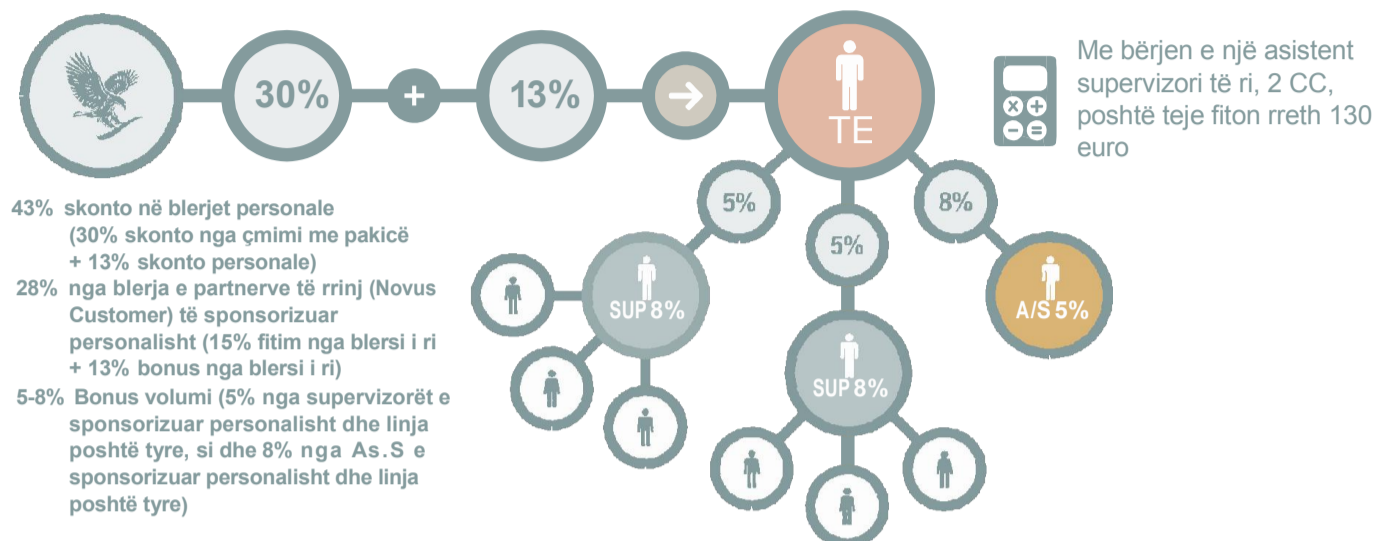 30%
+
13%
TE
Me bërjen e një asistent
supervizori të ri, 2 CC,
poshtë teje fiton rreth 130
euro
43% skonto në blerjet personale
(30% skonto nga çmimi me pakicë
+ 13% skonto personale)
28% nga blerja e partnerve të rrinj (Novus
Customer) të sponsorizuar
personalisht (15% fitim nga blersi i ri
+ 13% bonus nga blersi i ri)
5-8% Bonus volumi (5% nga supervizorët e
sponsorizuar personalisht dhe linja
poshtë tyre, si dhe 8% nga As.S e
sponsorizuar personalisht dhe linja
poshtë tyre)
5%
5%
8%
SUP 8%
SUP 8%
A/S 5%